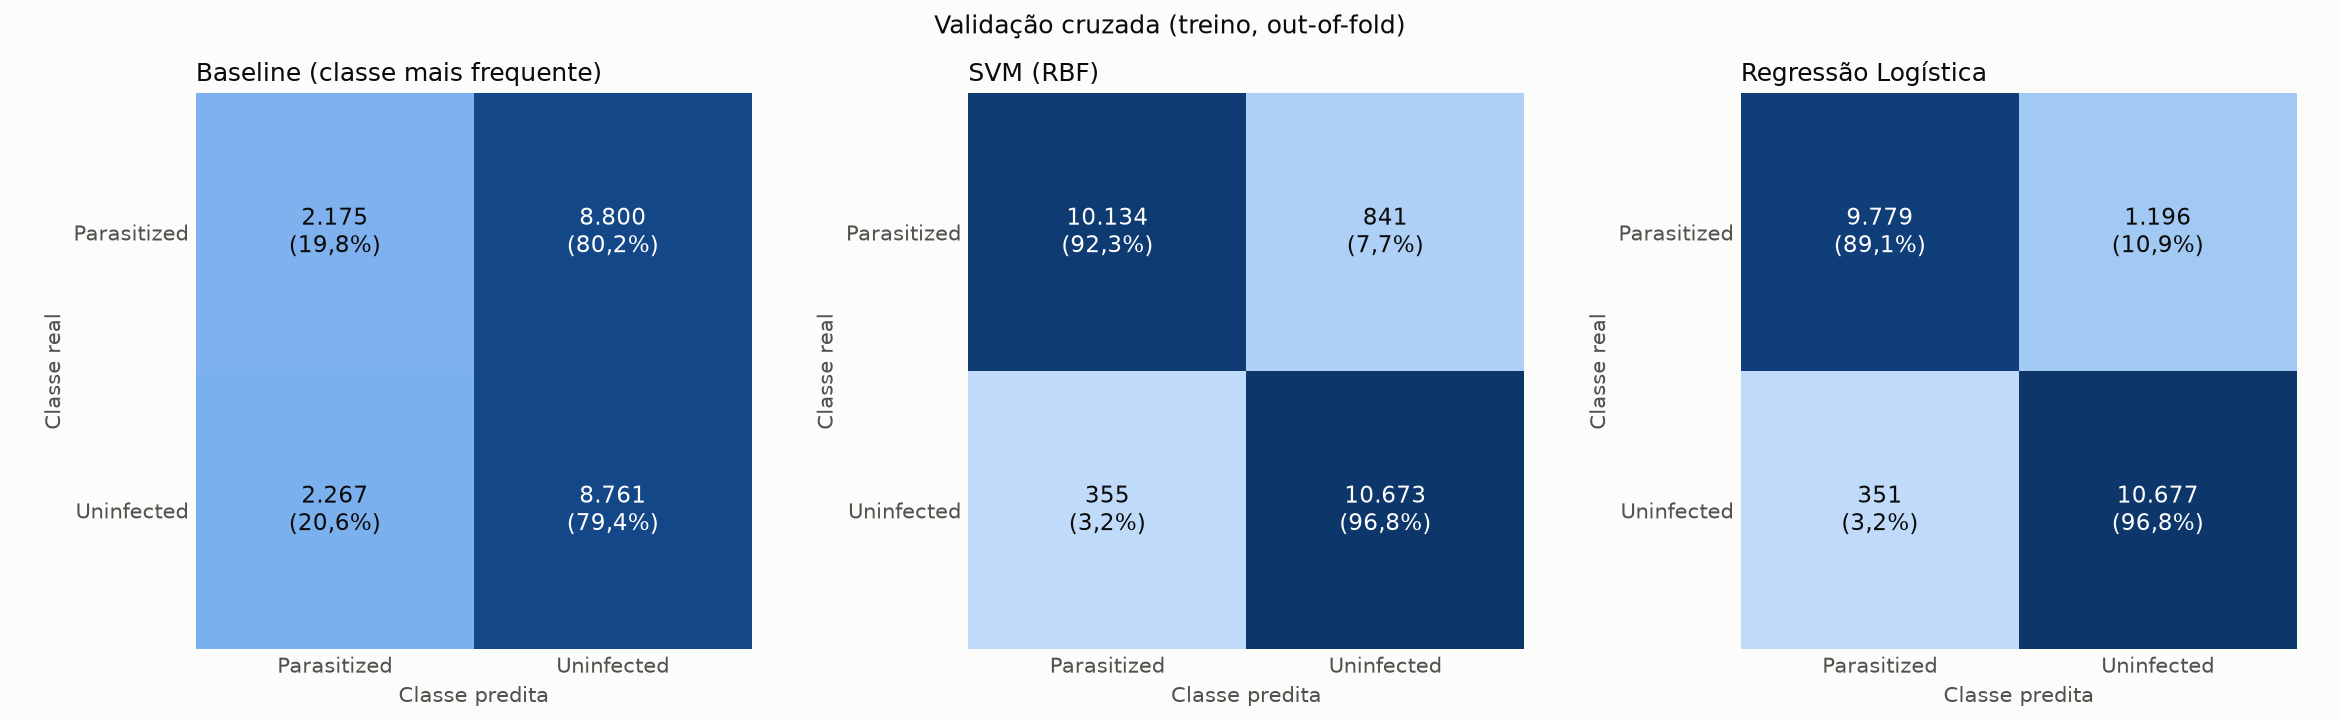 Validação cruzada (treino, out-of-fold)
Baseline (classe mais frequente)
Classe real
Parasitized
2.175
(19,8%)
8.800
(80,2%)
Uninfected
2.267
(20,6%)
8.761
(79,4%)
Parasitized
Uninfected
Classe predita
SVM (RBF)
Classe real
Parasitized
10.134
(92,3%)
841
(7,7%)
Uninfected
355
(3,2%)
10.673
(96,8%)
Parasitized
Uninfected
Classe predita
Regressão Logística
Classe real
Parasitized
9.779
(89,1%)
1.196
(10,9%)
Uninfected
351
(3,2%)
10.677
(96,8%)
Parasitized
Uninfected
Classe predita